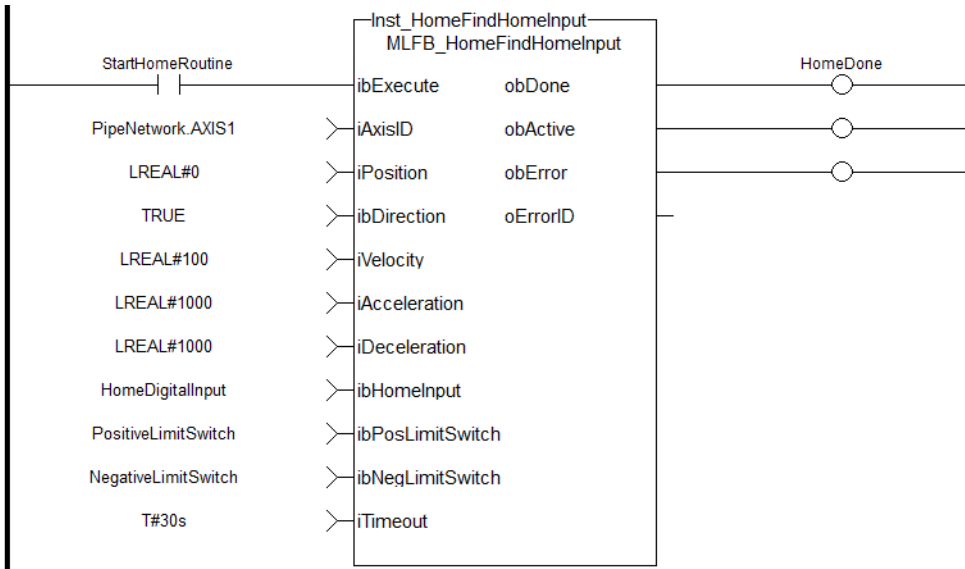 Inst_HomeFindHomeInput
MLFB_HomeFindHomeInput
StartHomeRoutine
HomeDone
ibExecute obDone
PipeNetwork.AXIS1 iAxisID obActive
LREAL#0 iPosition obError
TRUE ibDirection oErrorID
LREAL#100 iVelocity
LREAL#1000 iAcceleration
LREAL#1000 iDeceleration
HomeDigitalInput ibHomeInput
PositiveLimitSwitch ibPosLimitSwitch
NegativeLimitSwitch ibNegLimitSwitch
T#30s iTimeout